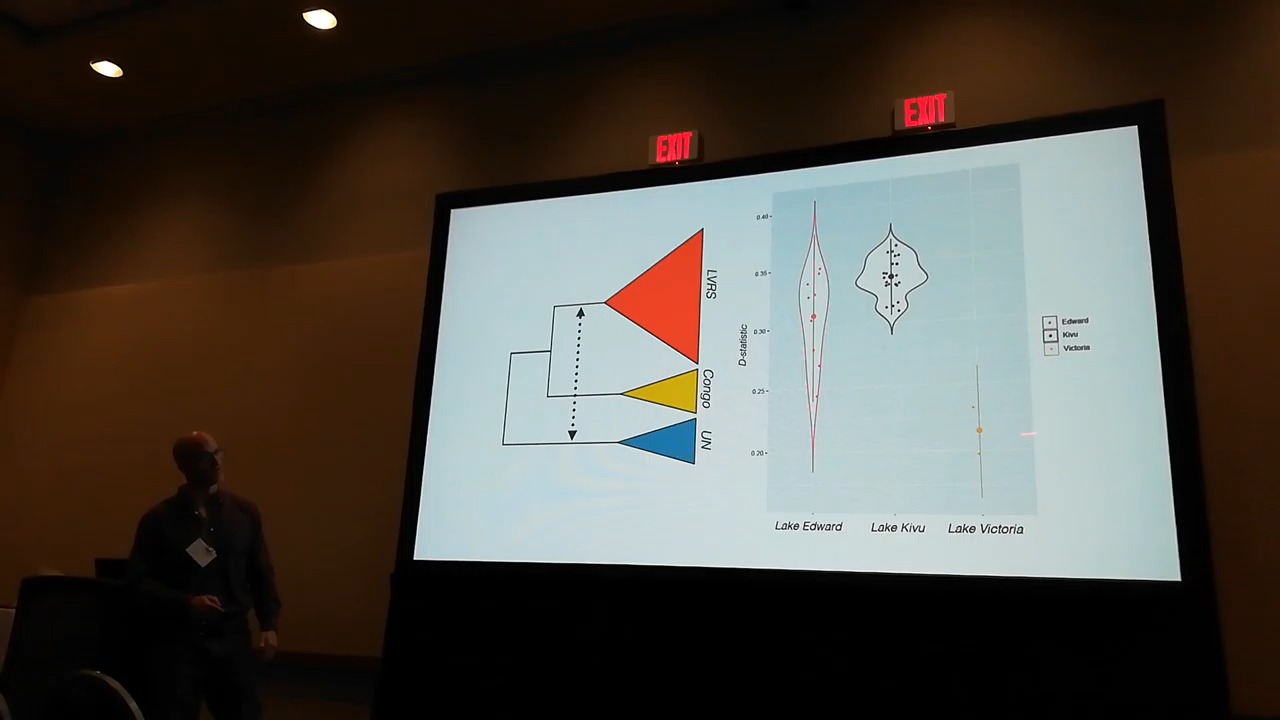 EXIT
EXIT
LVRS
Congo
UN
D-statistic
0.40
0.35
0.30
0.25
0.20
Lake Edward
Lake Kivu
Lake Victoria
Edward
Kivu
Victoria